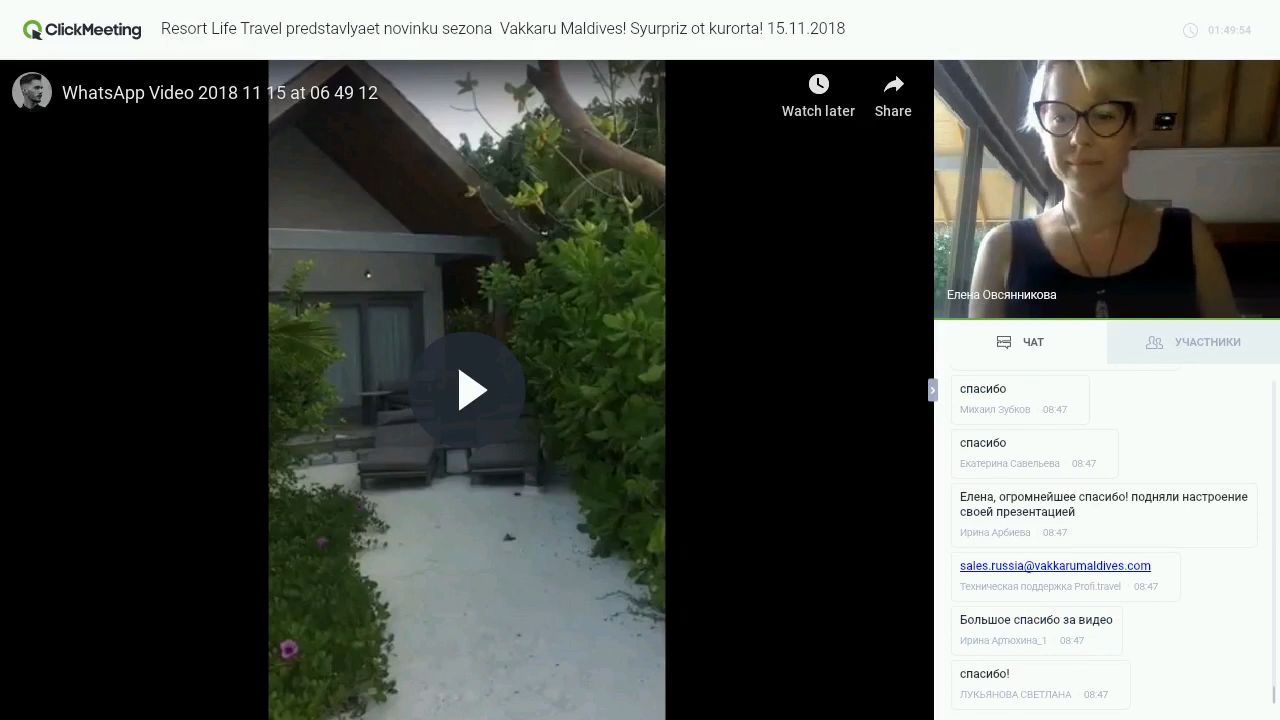 ClickMeeting
Resort Life Travel predstavlyaet novinku sezona  Vakkaru Maldives! Syurpriz ot kurorta! 15.11.2018
01:49:54
WhatsApp Video 2018 11 15 at 06 49 12
Watch later
Share
Елена Овсянникова
ЧАТ
УЧАСТНИКИ
спасибо
Михаил Зубков 08:47
спасибо
Екатерина Савельева 08:47
Елена, огромнейшее спасибо! подняли настроение
своей презентацией
Ирина Арбиева 08:47
sales.russia@vakkarumaldives.com
Техническая поддержка Profi.travel 08:47
Большое спасибо за видео
Ирина Артюхина_1 08:47
спасибо!
ЛУКЬЯНОВА СВЕТЛАНА 08:47